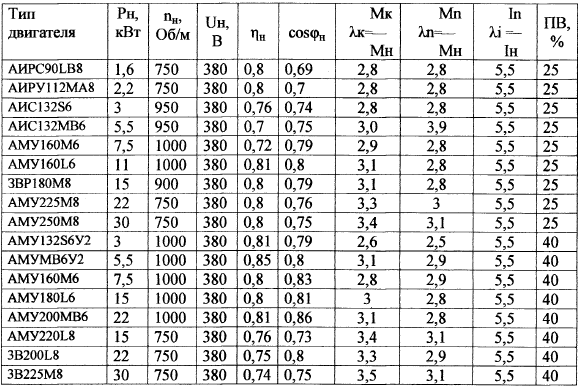 Тип двигателя Рн, кВт nн, Об/м Uн, В ηн cosφн λк=Мк/Мн λп=Мп/Мн λi=Iп/Iн ПВ, %
АИРС90LB8 1,6 750 380 0,8 0,69 2,8 2,8 5,5 25
АИРУ112МА8 2,2 750 380 0,8 0,7 2,8 2,8 5,5 25
АИС132S6 3 950 380 0,76 0,74 2,8 2,8 5,5 25
АИС132МВ6 5,5 950 380 0,7 0,75 3,0 3,9 5,5 25
АМУ160М6 7,5 1000 380 0,72 0,79 2,9 2,8 5,5 25
АМУ160L6 11 1000 380 0,81 0,8 3,1 2,8 5,5 25
ЗВР180М8 15 900 380 0,8 0,79 3,1 2,8 5,5 25
АМУ225М8 22 750 380 0,8 0,76 3,3 3 5,5 25
АМУ250М8 30 750 380 0,8 0,75 3,4 3,1 5,5 25
АМУ132S6У2 3 1000 380 0,81 0,79 2,6 2,5 5,5 40
АМУМВ6У2 5,5 1000 380 0,85 0,8 3,1 2,9 5,5 40
АМУ160М6 7,5 1000 380 0,8 0,83 2,8 2,9 5,5 40
АМУ180L6 15 1000 380 0,8 0,81 3 2,8 5,5 40
АМУ200МВ6 22 1000 380 0,81 0,86 3,1 2,8 5,5 40
АМУ220L8 15 750 380 0,76 0,73 3,4 3,1 5,5 40
3В200L8 22 750 380 0,75 0,8 3,3 2,9 5,5 40
3В225М8 30 750 380 0,74 0,75 3,5 3,1 5,5 40